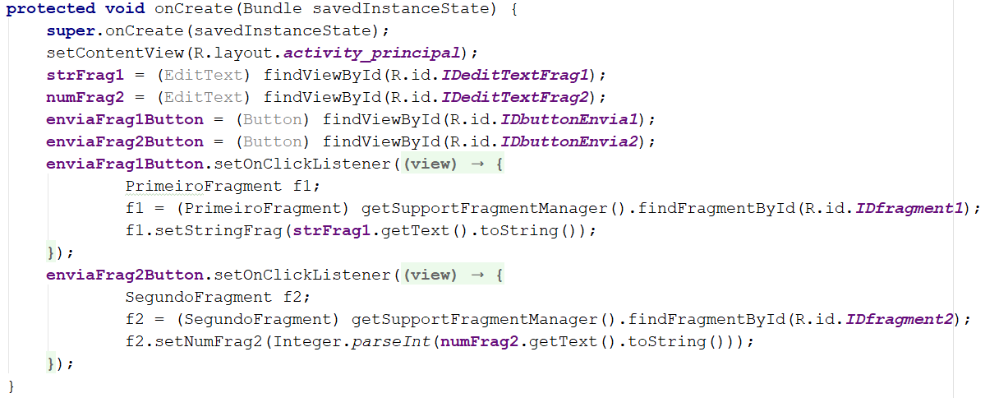 protected void onCreate(Bundle savedInstanceState) {
super.onCreate(savedInstanceState);
setContentView(R.layout.activity_principal);
strFrag1 = (EditText) findViewById(R.id.IDeditTextFrag1);
numFrag2 = (EditText) findViewById(R.id.IDeditTextFrag2);
enviaFrag1Button = (Button) findViewById(R.id.IDbuttonEnvia1);
enviaFrag2Button = (Button) findViewById(R.id.IDbuttonEnvia2);
enviaFrag1Button.setOnClickListener((view) → {
PrimeiroFragment f1;
f1 = (PrimeiroFragment) getSupportFragmentManager().findFragmentById(R.id.IDfragment1);
f1.setStringFrag(strFrag1.getText().toString());
});
enviaFrag2Button.setOnClickListener((view) → {
SegundoFragment f2;
f2 = (SegundoFragment) getSupportFragmentManager().findFragmentById(R.id.IDfragment2);
f2.setNumFrag2(Integer.parseInt(numFrag2.getText().toString()));
});
}